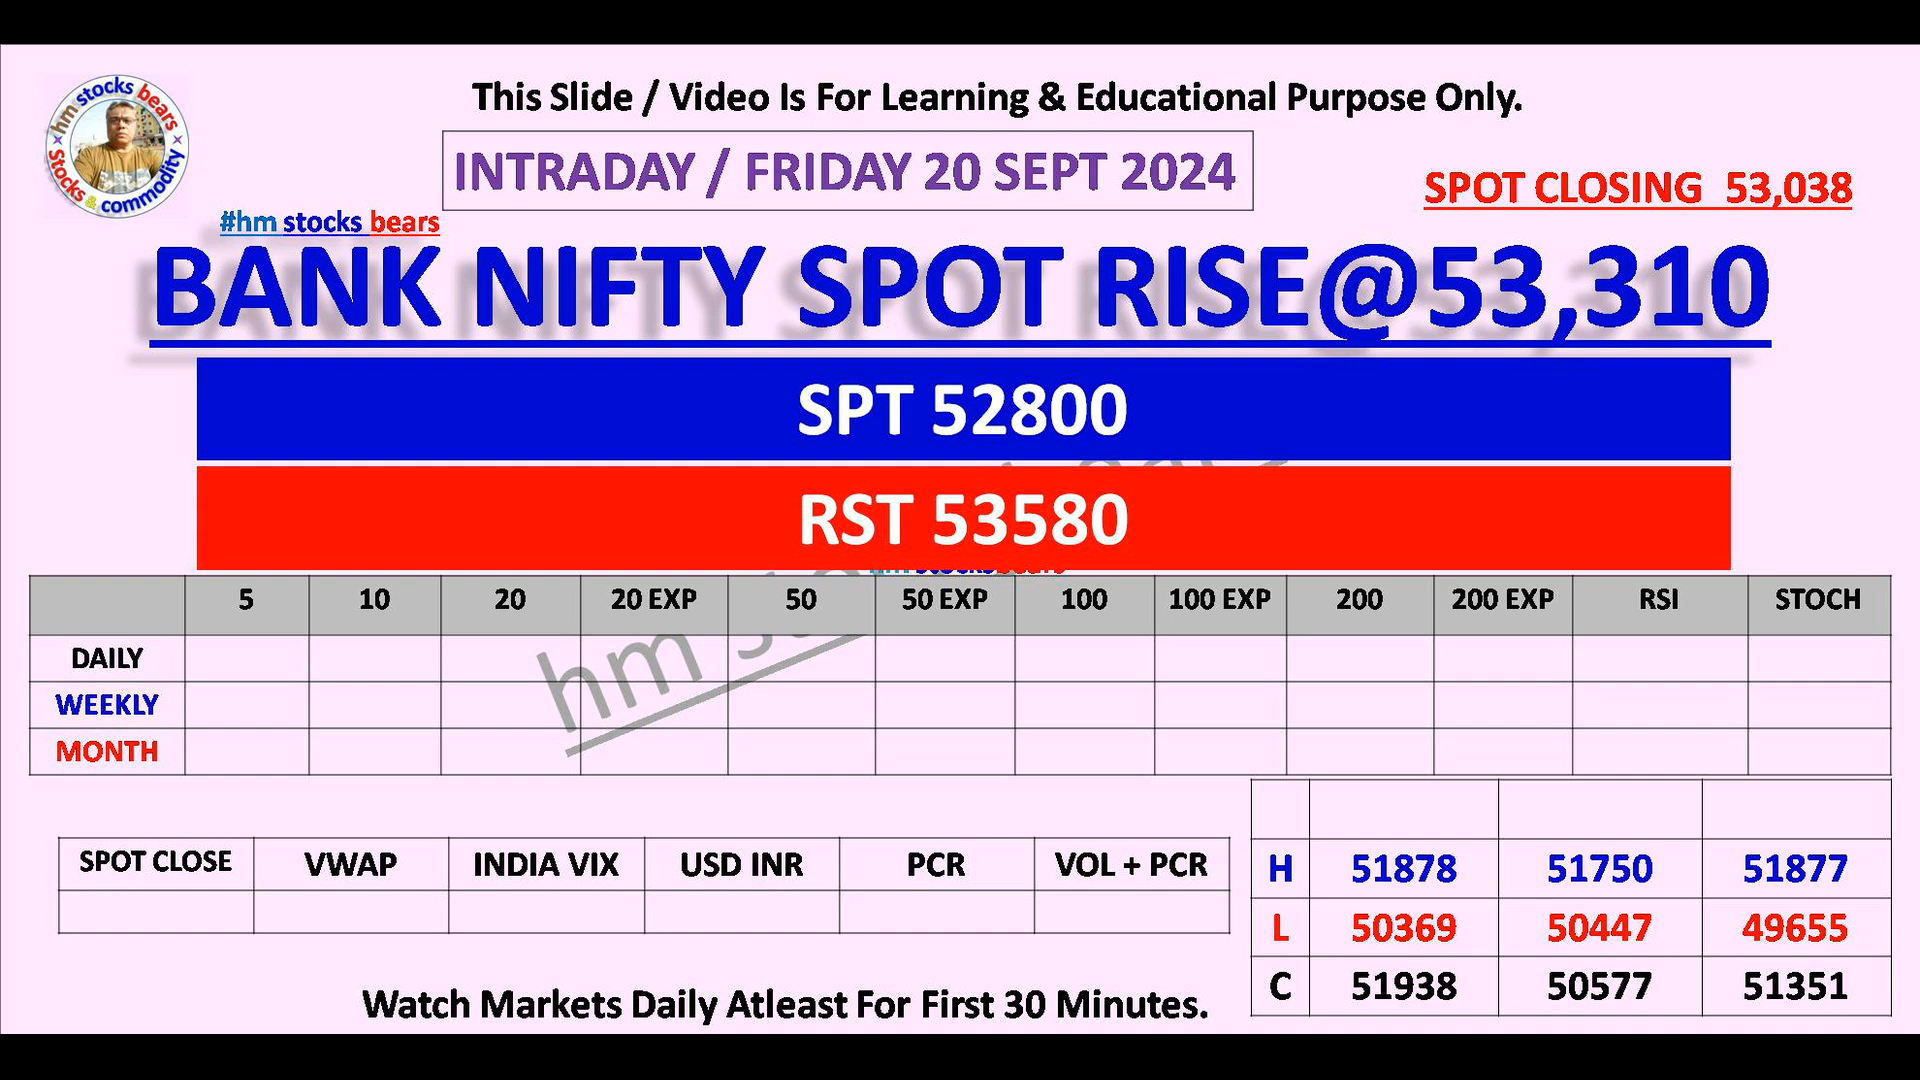 This Slide / Video Is For Learning & Educational Purpose Only.
hm stocks bears
Stocks & commodity
INTRADAY / FRIDAY 20 SEPT 2024
SPOT CLOSING 53,038
#hm stocks bears
BANK NIFTY SPOT RISE@53,310
SPT 52800
RST 53580
5 10 20 20 EXP 50 50 EXP 100 100 EXP 200 200 EXP RSI STOCH
DAILY
WEEKLY
MONTH
hm
SPOT CLOSE VWAP INDIA VIX USD INR PCR VOL + PCR
H 51878 51750 51877
L 50369 50447 49655
C 51938 50577 51351
Watch Markets Daily Atleast For First 30 Minutes.